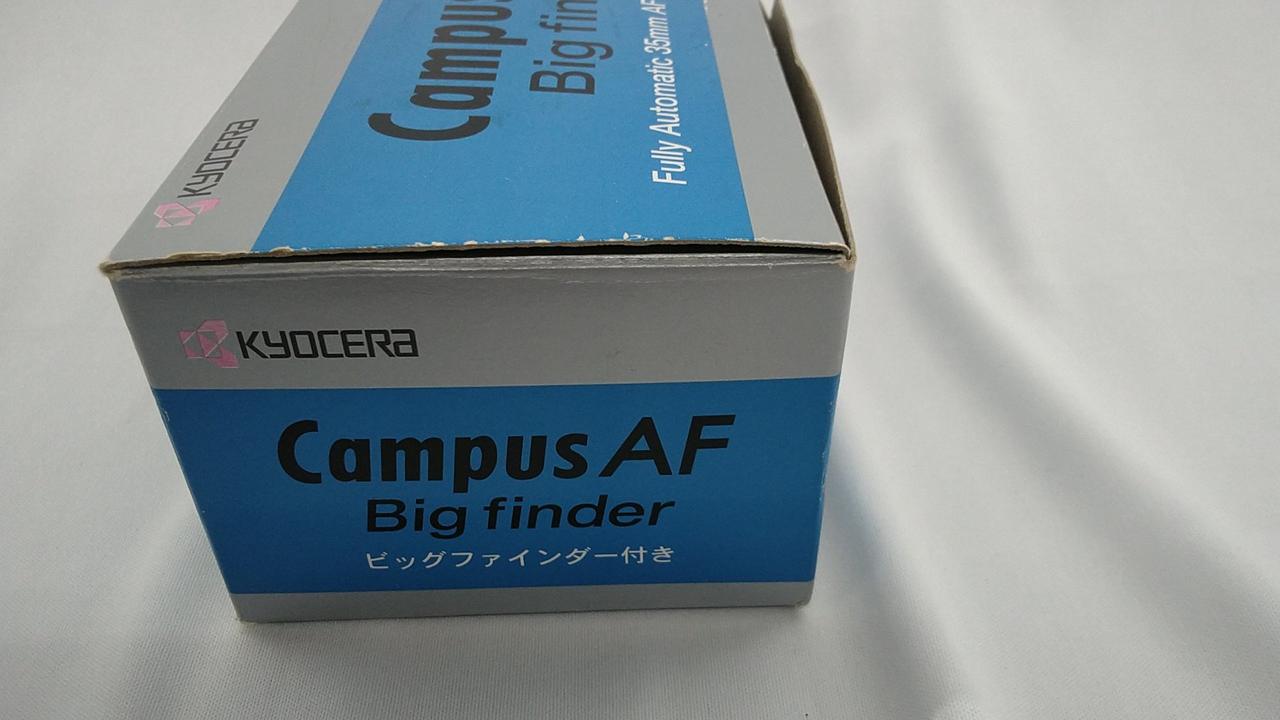 KYOCERA
Campus
Big fin
Fully Automatic 35mm AF
KYOCERA
Campus AF
Big finder
ビッグファインダー付き